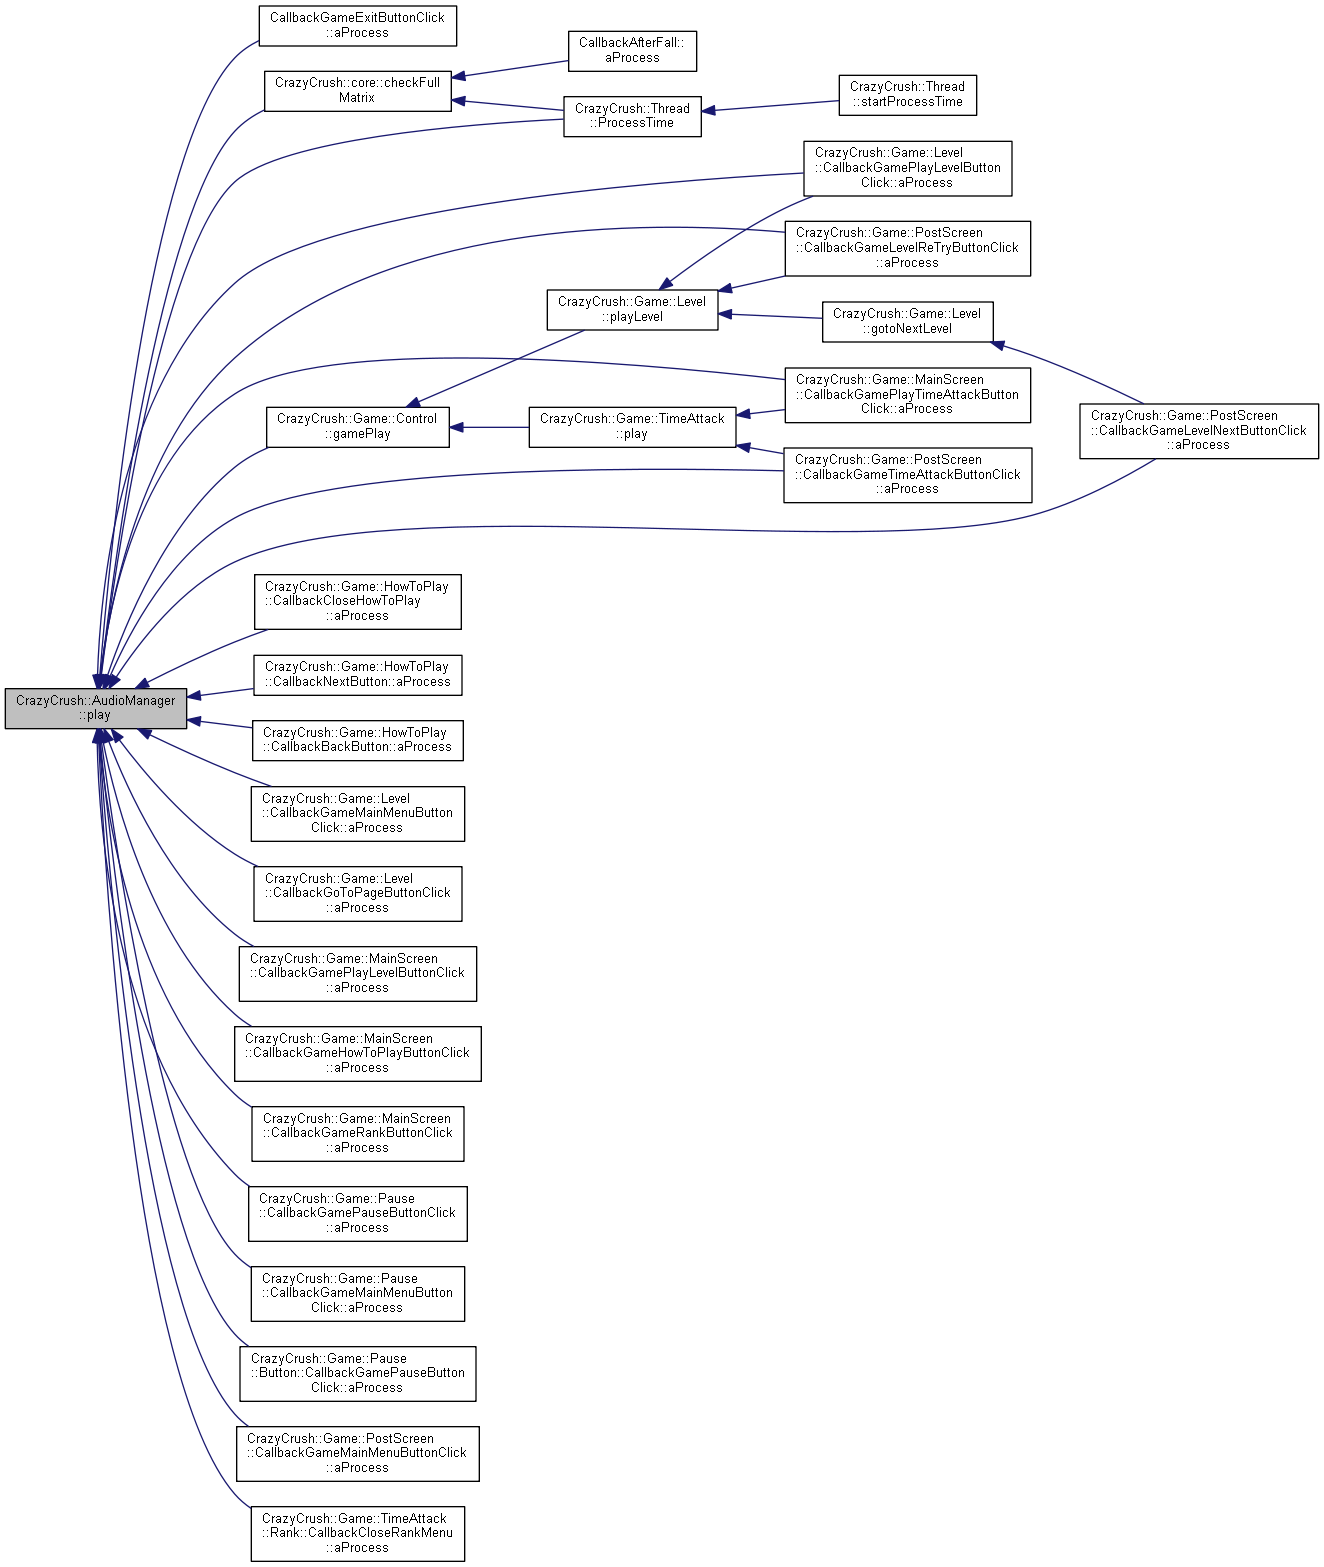 CallbackGameExitButtonClick
::aProcess
CallbackAfterFall::
aProcess
CrazyCrush::core::checkFull
Matrix
CrazyCrush::Thread
::ProcessTime
CrazyCrush::Thread
::startProcessTime
CrazyCrush::Game::Level
::CallbackGamePlayLevelButton
Click::aProcess
CrazyCrush::Game::PostScreen
::CallbackGameLevelReTryButtonClick
::aProcess
CrazyCrush::Game::Level
::playLevel
CrazyCrush::Game::Level
::gotoNextLevel
CrazyCrush::Game::MainScreen
::CallbackGamePlayTimeAttackButton
Click::aProcess
CrazyCrush::Game::Control
::gamePlay
CrazyCrush::Game::TimeAttack
::play
CrazyCrush::Game::PostScreen
::CallbackGameLevelNextButtonClick
::aProcess
CrazyCrush::Game::PostScreen
::CallbackGameTimeAttackButtonClick
::aProcess
CrazyCrush::Game::HowToPlay
::CallbackCloseHowToPlay
::aProcess
CrazyCrush::Game::HowToPlay
::CallbackNextButton::aProcess
CrazyCrush::AudioManager
::play
CrazyCrush::Game::HowToPlay
::CallbackBackButton::aProcess
CrazyCrush::Game::Level
::CallbackGameMainMenuButton
Click::aProcess
CrazyCrush::Game::Level
::CallbackGoToPageButtonClick
::aProcess
CrazyCrush::Game::MainScreen
::CallbackGamePlayLevelButtonClick
::aProcess
CrazyCrush::Game::MainScreen
::CallbackGameHowToPlayButtonClick
::aProcess
CrazyCrush::Game::MainScreen
::CallbackGameRankButtonClick
::aProcess
CrazyCrush::Game::Pause
::CallbackGamePauseButtonClick
::aProcess
CrazyCrush::Game::Pause
::CallbackGameMainMenuButton
Click::aProcess
CrazyCrush::Game::Pause
::Button::CallbackGamePauseButton
Click::aProcess
CrazyCrush::Game::PostScreen
::CallbackGameMainMenuButtonClick
::aProcess
CrazyCrush::Game::TimeAttack
::Rank::CallbackCloseRankMenu
::aProcess